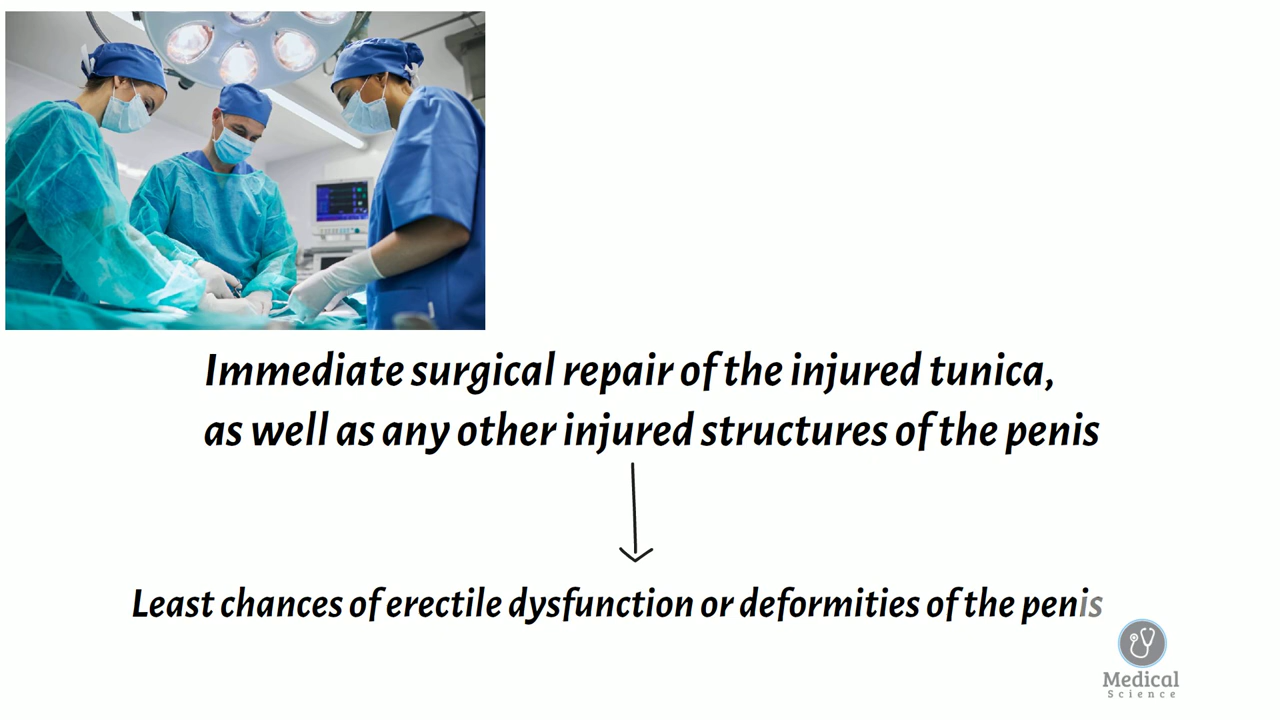 Immediate surgical repair of the injured tunica,
as well as any other injured structures of the penis
Least chances of erectile dysfunction or deformities of the penis
Medical
Science